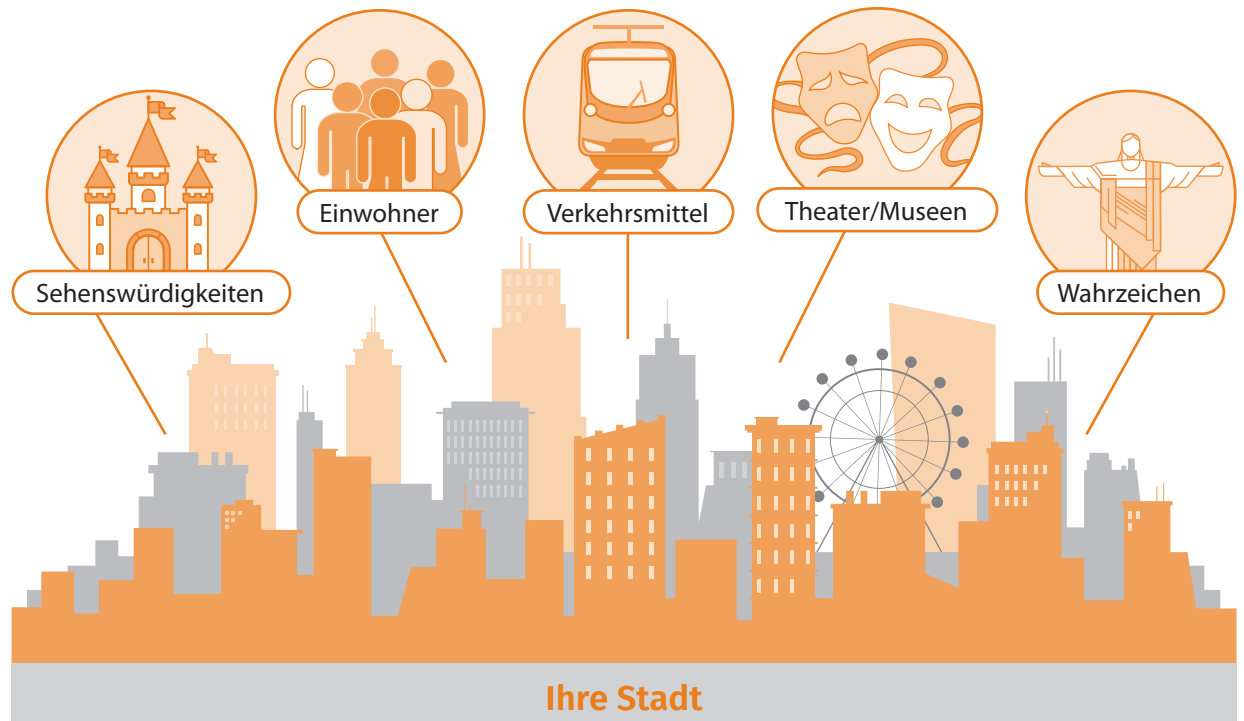 Einwohner
Verkehrsmittel
Theater/Museen
Sehenswürdigkeiten
Wahrzeichen
Ihre Stadt